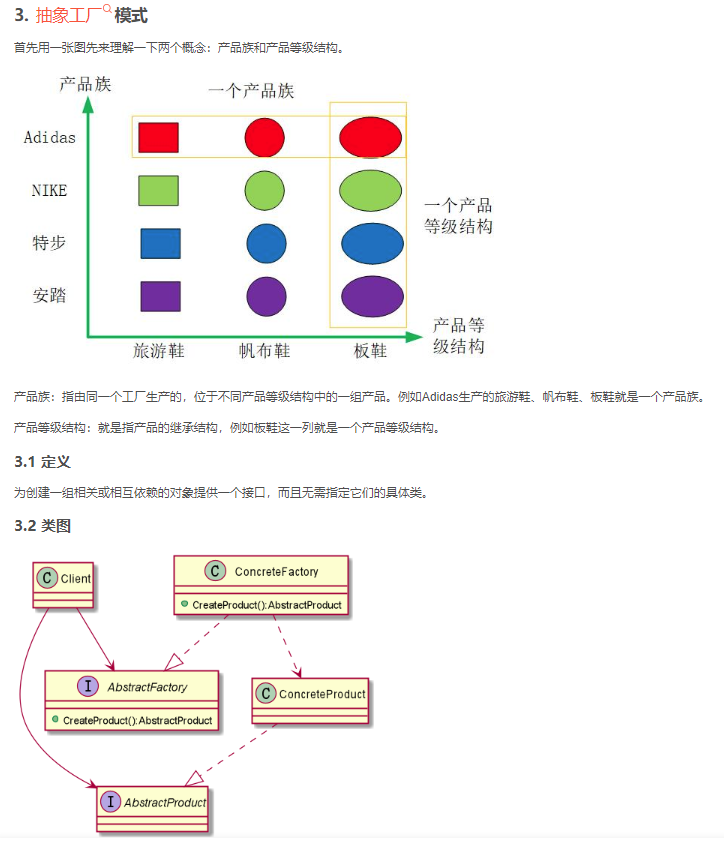 3. 抽象工厂模式
首先用一张图先来理解一下两个概念：产品族和产品等级结构。
产品族
一个产品族
Adidas
NIKE
特步
安踏
一个产品
等级结构
旅游鞋
帆布鞋
板鞋
产品等
级结构
产品族：指由同一个工厂生产的，位于不同产品等级结构中的一组产品。例如Adidas生产的旅游鞋、帆布鞋、板鞋就是一个产品族。
产品等级结构：就是指产品的继承结构，例如板鞋这一列就是一个产品等级结构。
3.1 定义
为创建一组相关或相互依赖的对象提供一个接口，而且无需指定它们的具体类。
3.2 类图
C Client
C ConcreteFactory
CreateProduct():AbstractProduct
I AbstractFactory
CreateProduct():AbstractProduct
C ConcreteProduct
I AbstractProduct